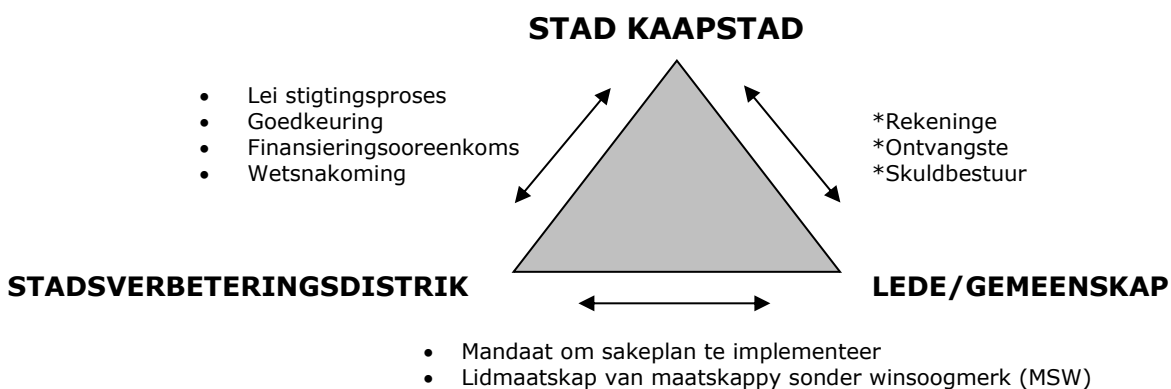 STAD KAAPSTAD
• Lei stigtingsproses
• Goedkeuring
• Finansieringsooreenkoms
• Wetsnakoming
*Rekeninge
*Ontvangste
*Skuldbestuur
STADSVERBETERINGSDISTRIK
LEDE/GEMEENSKAP
• Mandaat om sakeplan te implementeer
• Lidmaatskap van maatskappy sonder winsoogmerk (MSW)